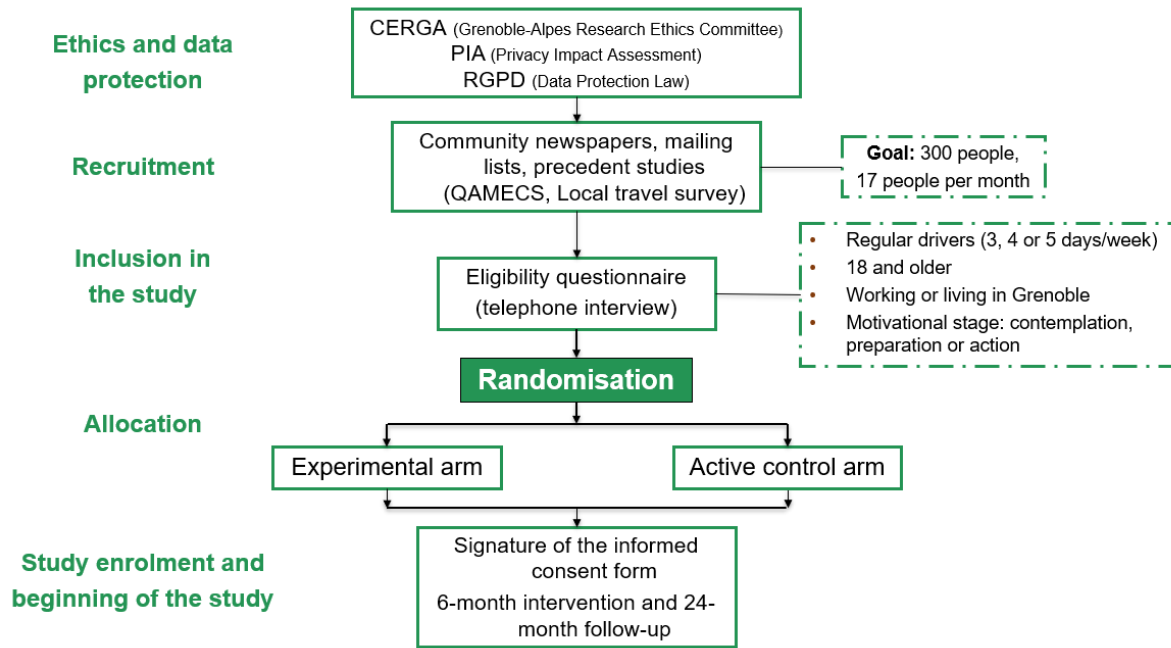 Ethics and data
protection
CERGA (Grenoble-Alpes Research Ethics Committee)
PIA (Privacy Impact Assessment)
RGPD (Data Protection Law)
Recruitment
Community newspapers, mailing
lists, precedent studies
(QAMECS, Local travel survey)
Goal: 300 people,
17 people per month
Inclusion in
the study
Eligibility questionnaire
(telephone interview)
• Regular drivers (3, 4 or 5 days/week)
• 18 and older
• Working or living in Grenoble
• Motivational stage: contemplation,
preparation or action
Randomisation
Allocation
Experimental arm
Active control arm
Study enrolment and
beginning of the study
Signature of the informed
consent form
6-month intervention and 24-
month follow-up